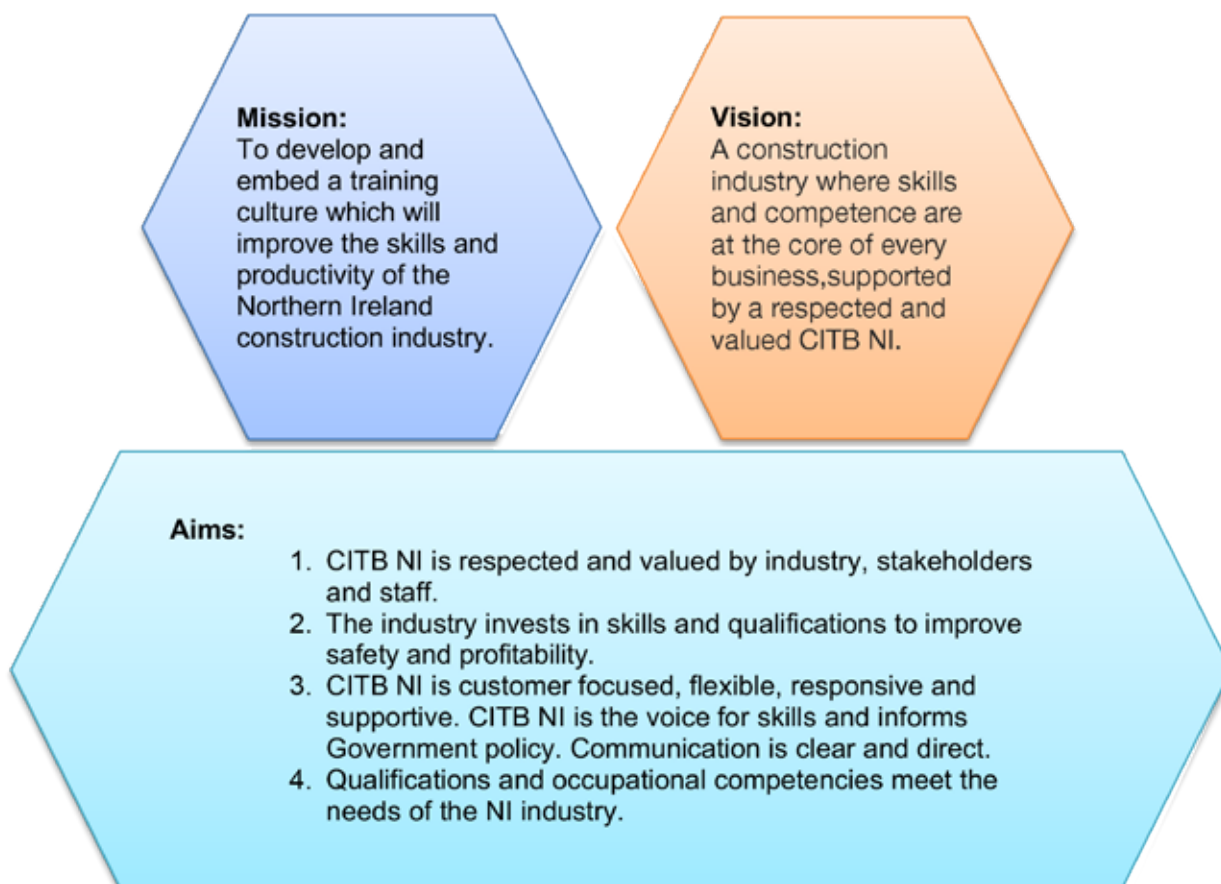 Mission:
To develop and
embed a training
culture which will
improve the skills and
productivity of the
Northern Ireland
construction industry.
Vision:
A construction
industry where skills
and competence are
at the core of every
business,supported
by a respected and
valued CITB NI.
Aims:
1. CITB NI is respected and valued by industry, stakeholders
and staff.
2. The industry invests in skills and qualifications to improve
safety and profitability.
3. CITB NI is customer focused, flexible, responsive and
supportive. CITB NI is the voice for skills and informs
Government policy. Communication is clear and direct.
4. Qualifications and occupational competencies meet the
needs of the NI industry.